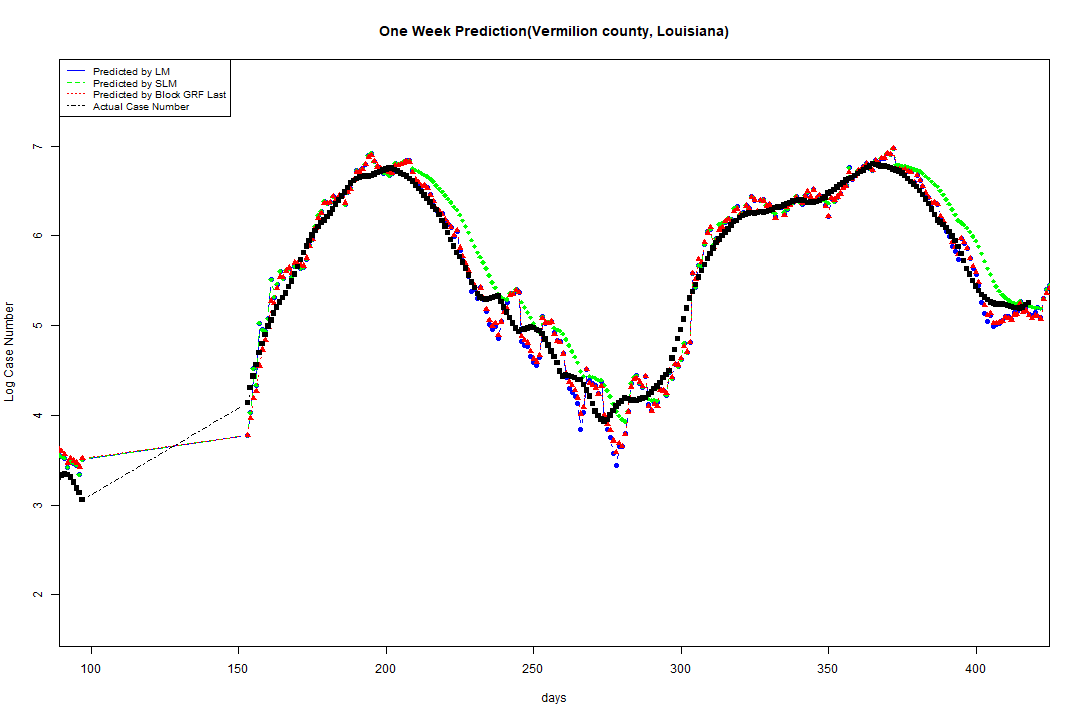 One Week Prediction(Vermilion county, Louisiana)
Predicted by LM
Predicted by SLM
Predicted by Block GRF Last
Actual Case Number
Log Case Number
7
6
5
4
3
2
100 150 200 250 300 350 400
days